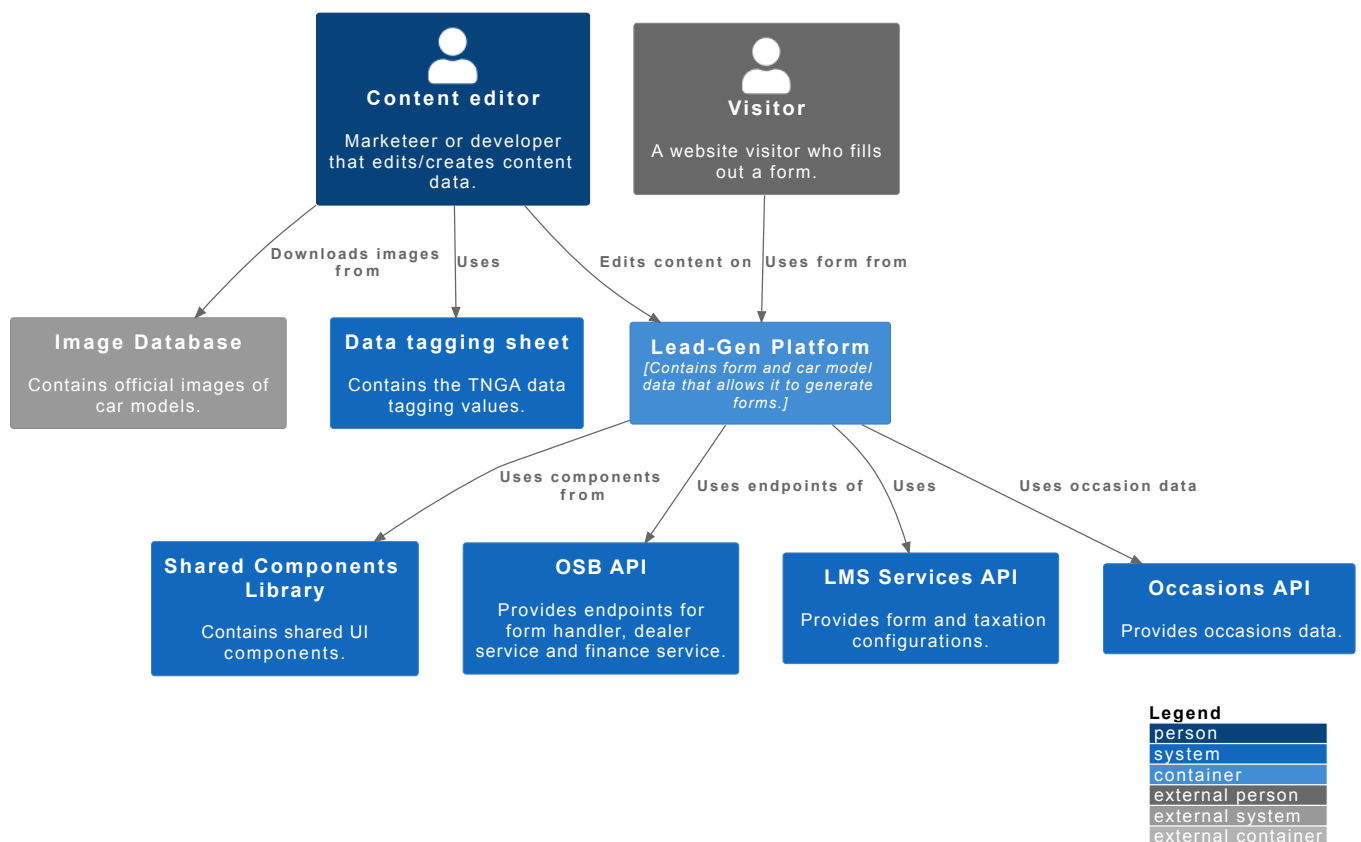 Content editor
Marketeer or developer
that edits/creates content
data.
Visitor
A website visitor who fills
out a form.
Downloads images
from
Uses
Edits content on
Uses form from
Image Database
Contains official images of
car models.
Data tagging sheet
Contains the TNGA data
tagging values.
Lead-Gen Platform
[Contains form and car model
data that allows it to generate
forms.]
Uses components
from
Uses endpoints of
Uses
Uses occasion data
Shared Components
Library
Contains shared UI
components.
OSB API
Provides endpoints for
form handler, dealer
service and finance service.
LMS Services API
Provides form and taxation
configurations.
Occasions API
Provides occasions data.
Legend
person
system
container
external person
external system
external container